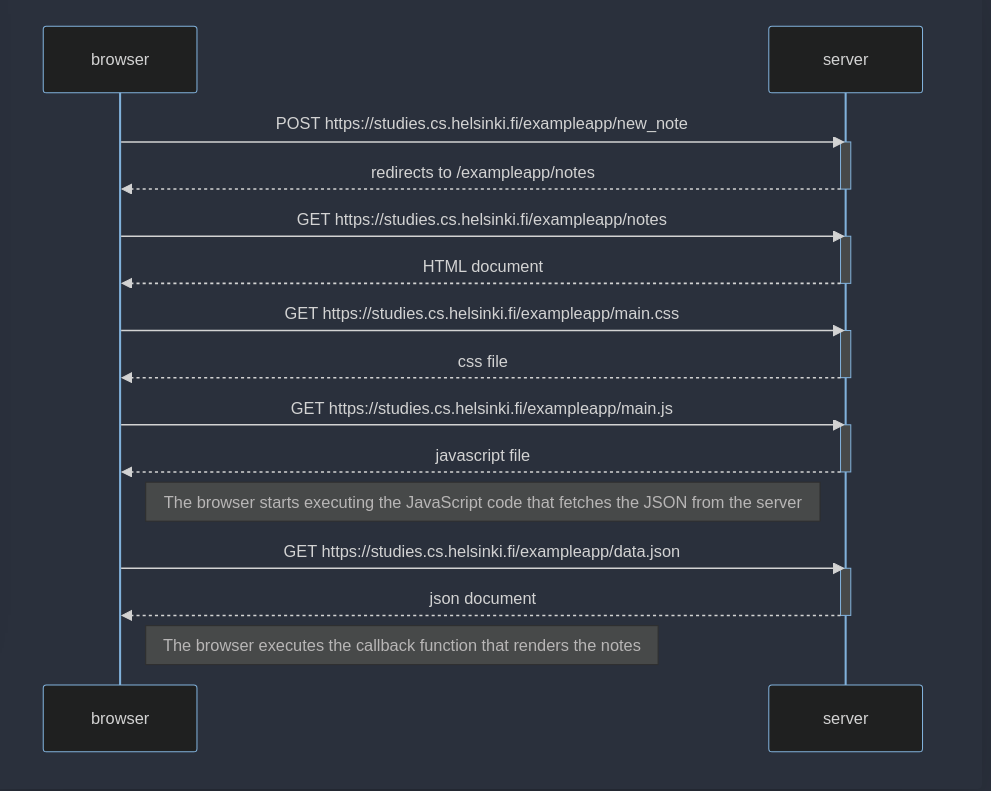 browser
server
POST https://studies.cs.helsinki.fi/exampleapp/new_note
redirects to /exampleapp/notes
GET https://studies.cs.helsinki.fi/exampleapp/notes
HTML document
GET https://studies.cs.helsinki.fi/exampleapp/main.css
css file
GET https://studies.cs.helsinki.fi/exampleapp/main.js
javascript file
The browser starts executing the JavaScript code that fetches the JSON from the server
GET https://studies.cs.helsinki.fi/exampleapp/data.json
json document
The browser executes the callback function that renders the notes
browser
server